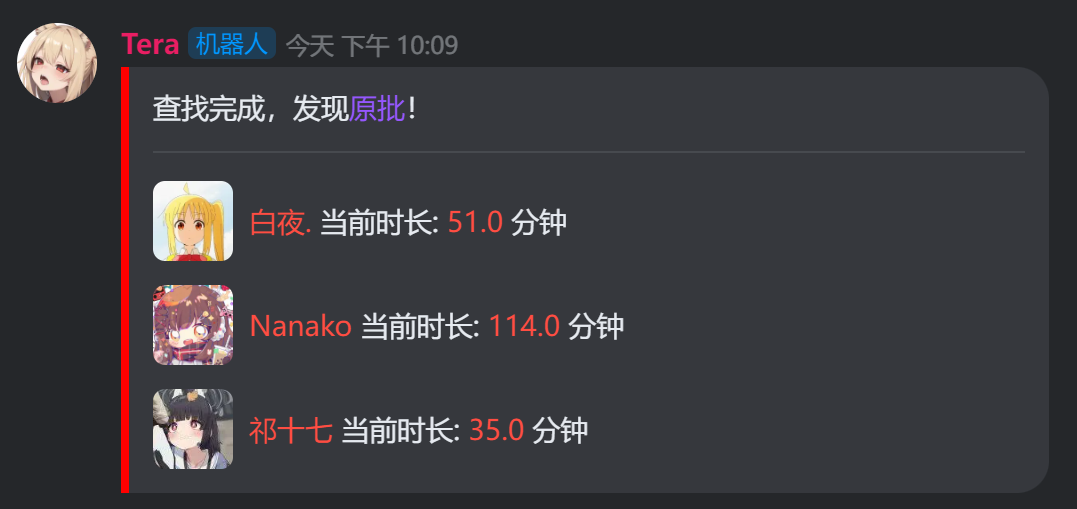 Tera 机器人 今天 下午 10:09
查找完成，发现原批！
白夜. 当前时长: 51.0 分钟
Nanako 当前时长: 114.0 分钟
祁十七 当前时长: 35.0 分钟